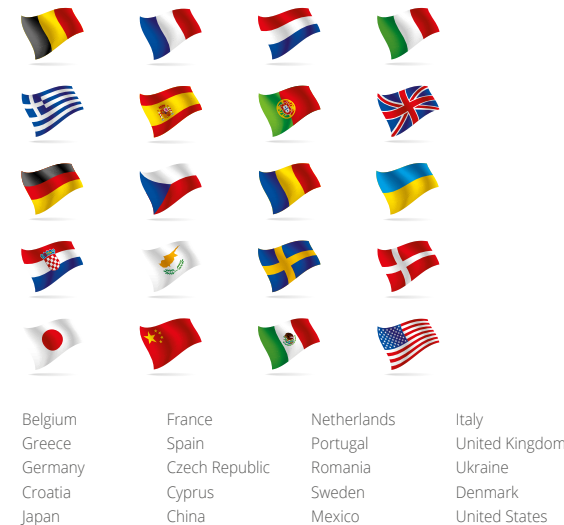 Belgium France Netherlands Italy
Greece Spain Portugal United Kingdom
Germany Czech Republic Romania Ukraine
Croatia Cyprus Sweden Denmark
Japan China Mexico United States